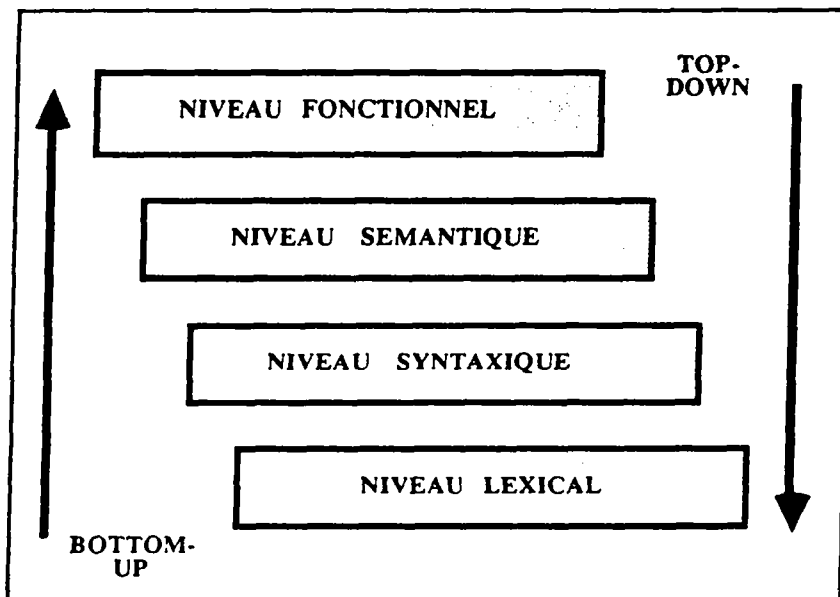 TOP-
DOWN
NIVEAU FONCTIONNEL
NIVEAU SEMANTIQUE
NIVEAU SYNTAXIQUE
NIVEAU LEXICAL
BOTTOM-
UP